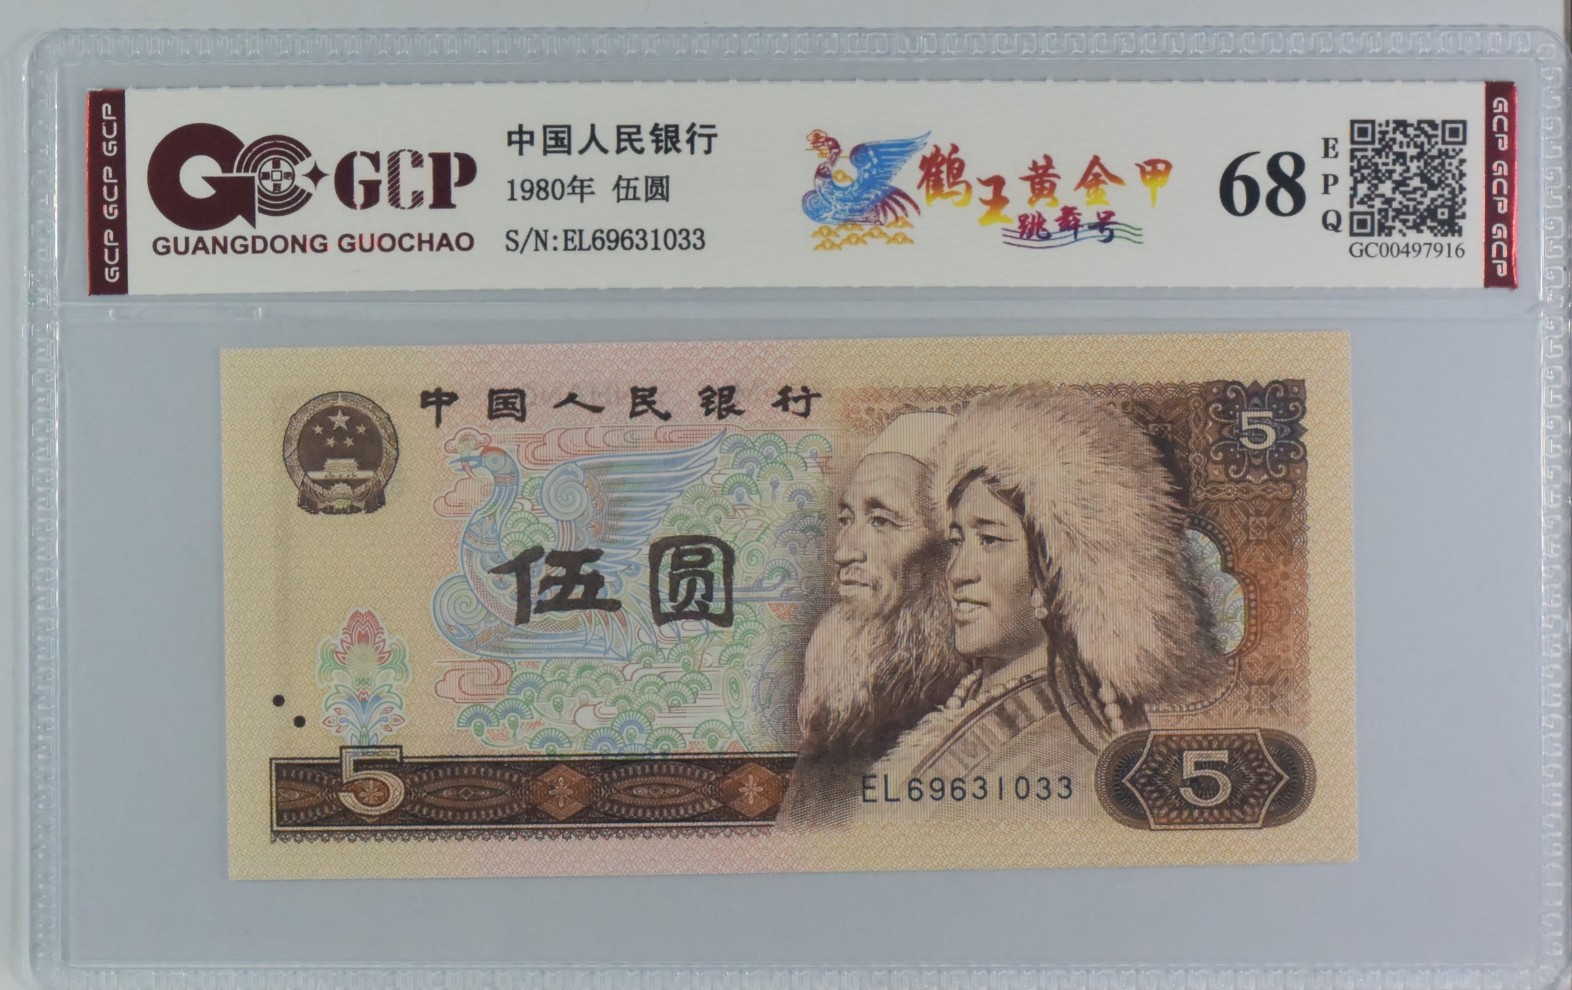 GCP GCP GCP
GCP
GUANGDONG GUOCHAO
中国人民银行
1980年 伍圆
S/N:EL69631033
鹤王黄金甲
跳舞号
68
EPQ
GC00497916
GCP GCP GCP
中国人民银行
5
伍圆
5
EL69631033
5